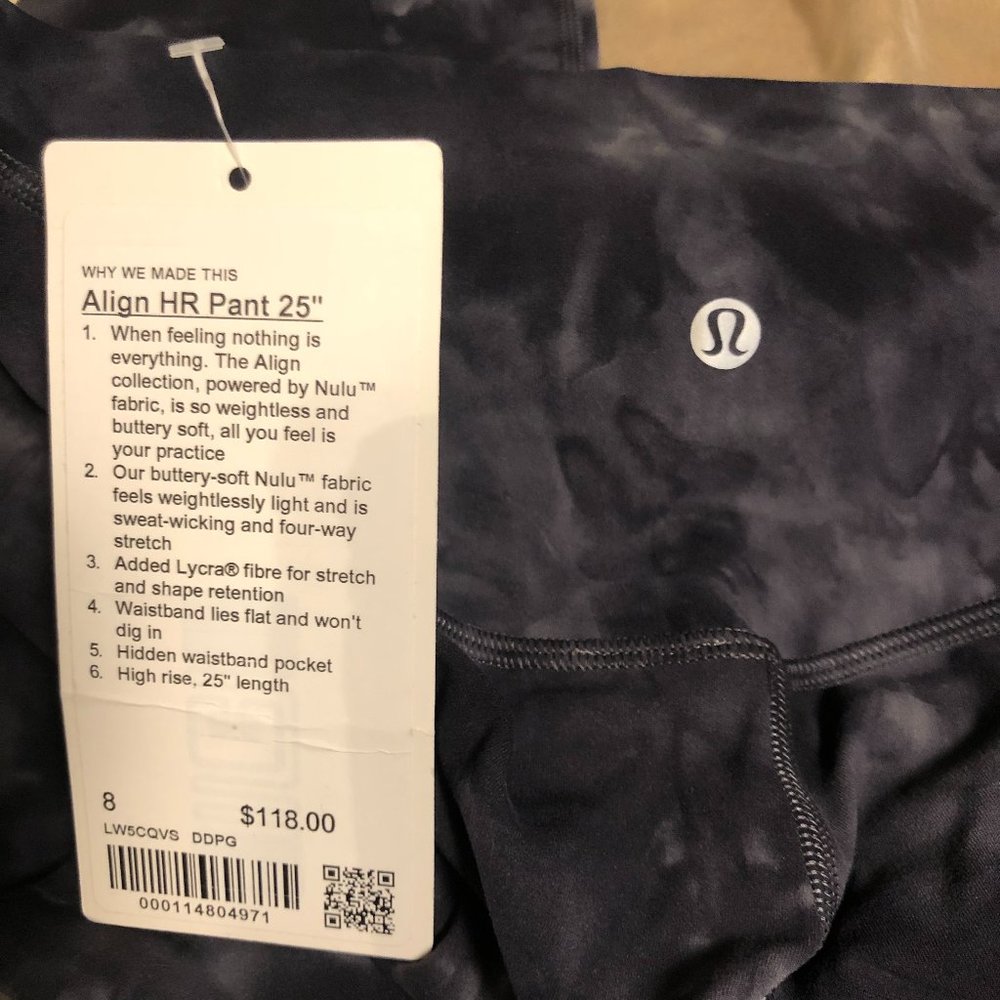 WHY WE MADE THIS
Align HR Pant 25"
1. When feeling nothing is
everything. The Align
collection, powered by Nulu™
fabric, is so weightless and
buttery soft, all you feel is
your practice
2. Our buttery-soft Nulu™ fabric
feels weightlessly light and is
sweat-wicking and four-way
stretch
3. Added Lycra® fibre for stretch
and shape retention
4. Waistband lies flat and won't
dig in
5. Hidden waistband pocket
6. High rise, 25" length
8 $118.00
LW5CQVS DDPG
000114804971